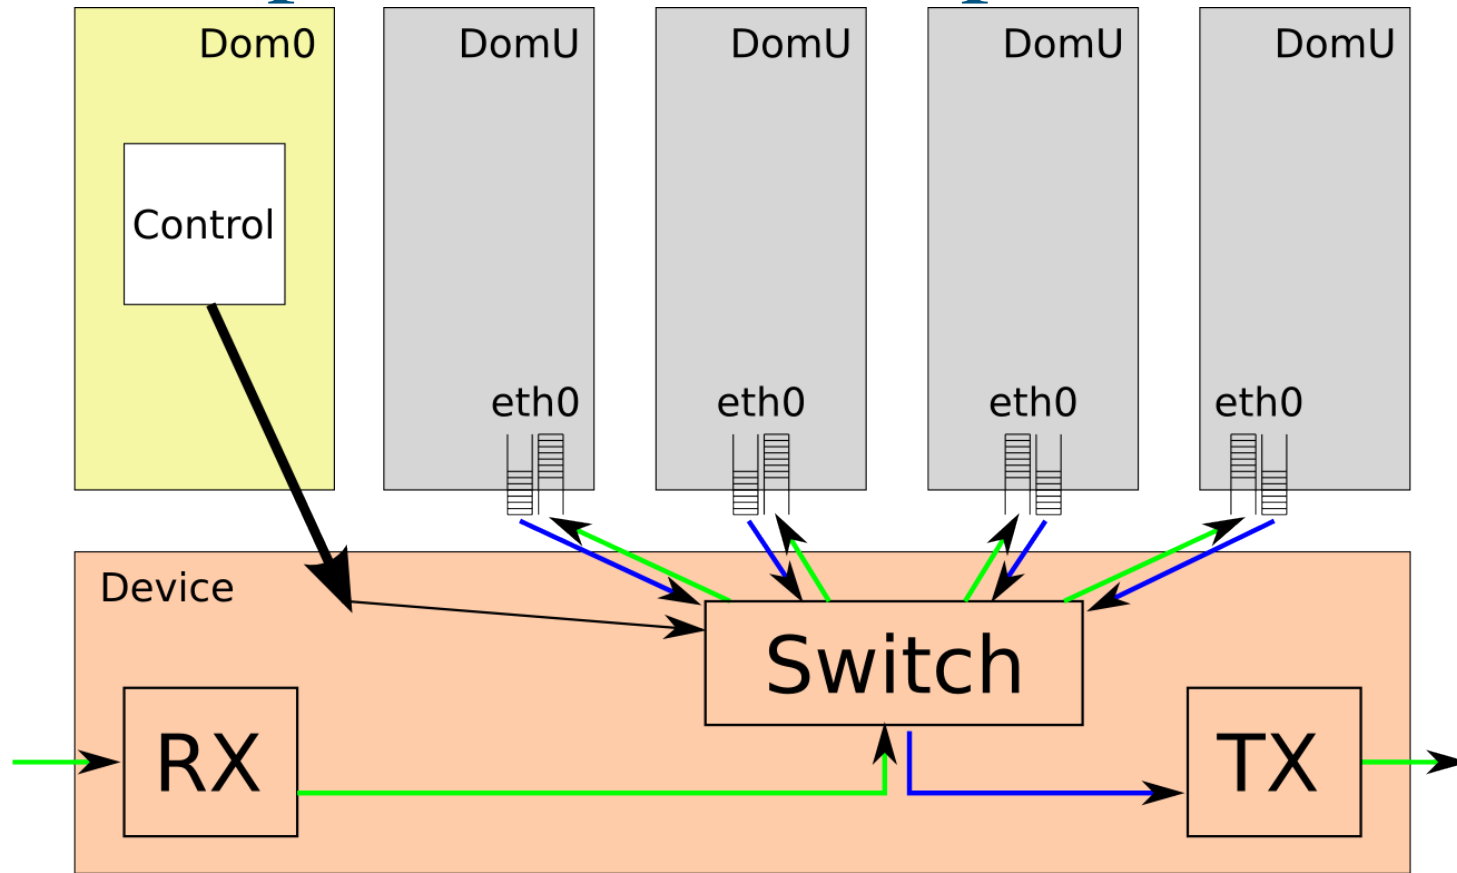 Dom0
DomU
DomU
DomU
DomU
Control
eth0
eth0
eth0
eth0
Device
Switch
RX
TX